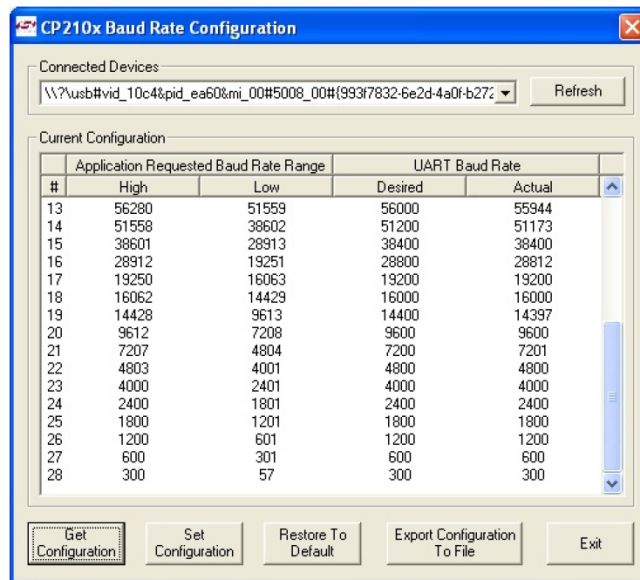 CP210x Baud Rate Configuration
Connected Devices
\\?\usb#vid_10c4&pid_ea60&mi_00#5008_00#{993f7832-6e2d-4a0f-b272
Refresh
Current Configuration
Application Requested Baud Rate Range UART Baud Rate
# High Low Desired Actual
13 56280 51559 56000 55944
14 51558 38602 51200 51173
15 38601 28913 38400 38400
16 28912 19251 28800 28812
17 19250 16063 19200 19200
18 16062 14429 16000 16000
19 14428 9613 14400 14397
20 9612 7208 9600 9600
21 7207 4804 7200 7201
22 4803 4001 4800 4800
23 4000 2401 4000 4000
24 2400 1801 2400 2400
25 1800 1201 1800 1800
26 1200 601 1200 1200
27 600 301 600 600
28 300 57 300 300
Get Configuration
Set Configuration
Restore To Default
Export Configuration To File
Exit